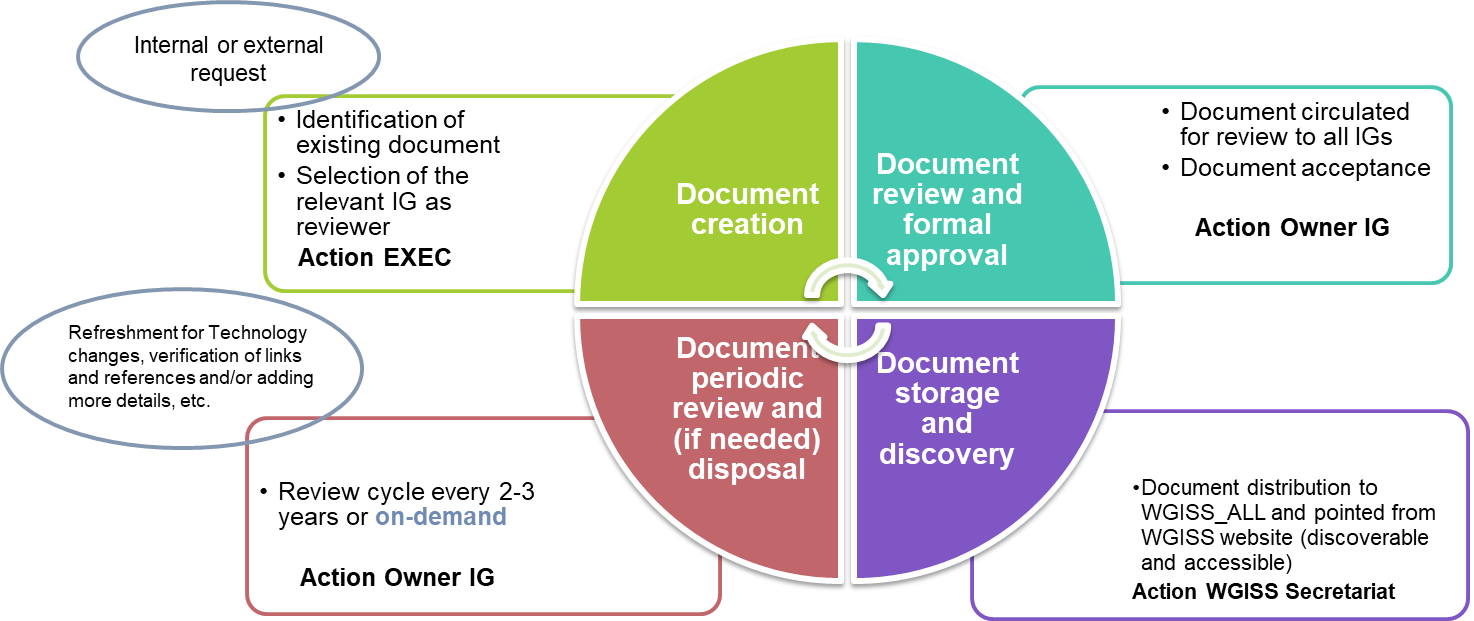 Internal or external
request
• Identification of
existing document
• Selection of the
relevant IG as
reviewer
Action EXEC
Document
creation
Document
review and
formal
approval
• Document circulated
for review to all IGs
• Document acceptance
Action Owner IG
Refreshment for Technology
changes, verification of links
and references and/or adding
more details, etc.
• Review cycle every 2-3
years or on-demand
Action Owner IG
Document
periodic
review and
(if needed)
disposal
Document
storage
and
discovery
•Document distribution to
WGISS_ALL and pointed from
WGISS website (discoverable
and accessible)
Action WGISS Secretariat